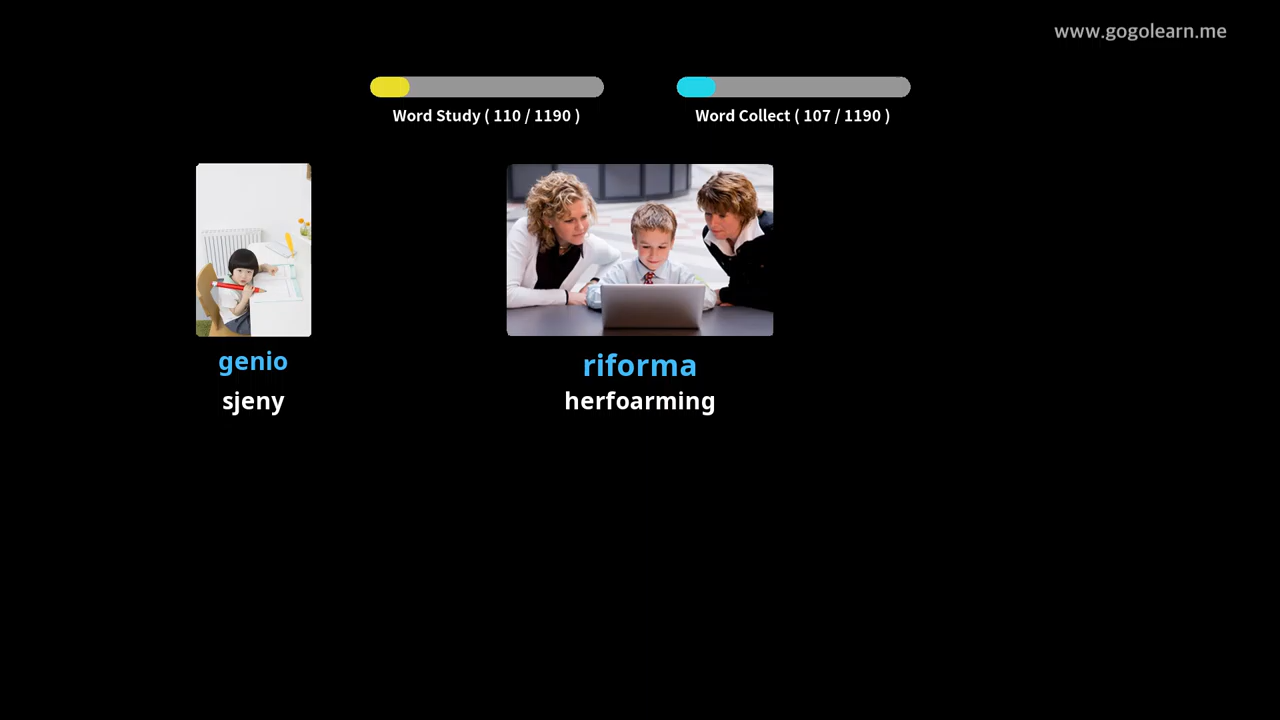 www.gogolearn.me
Word Study ( 110 / 1190 )
Word Collect ( 107 / 1190 )
genio
sjeny
riforma
herfoarming